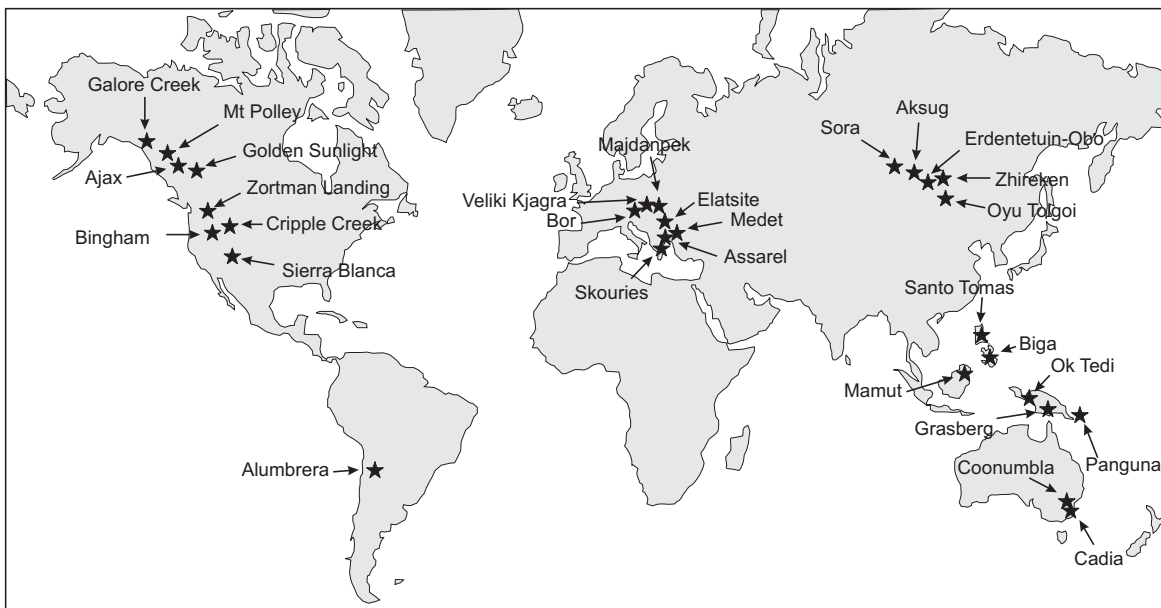 Galore Creek
Mt Polley
Golden Sunlight
Ajax
Zortman Landing
Cripple Creek
Bingham
Sierra Blanca
Alumbrera
Majdanpek
Veliki Kjagra
Bor
Elatsite
Medet
Assarel
Skouries
Aksug
Sora
Erdentetuin-Obo
Zhireken
Oyu Tolgoi
Santo Tomas
Biga
Mamut
Ok Tedi
Grasberg
Panguna
Coonumbla
Cadia